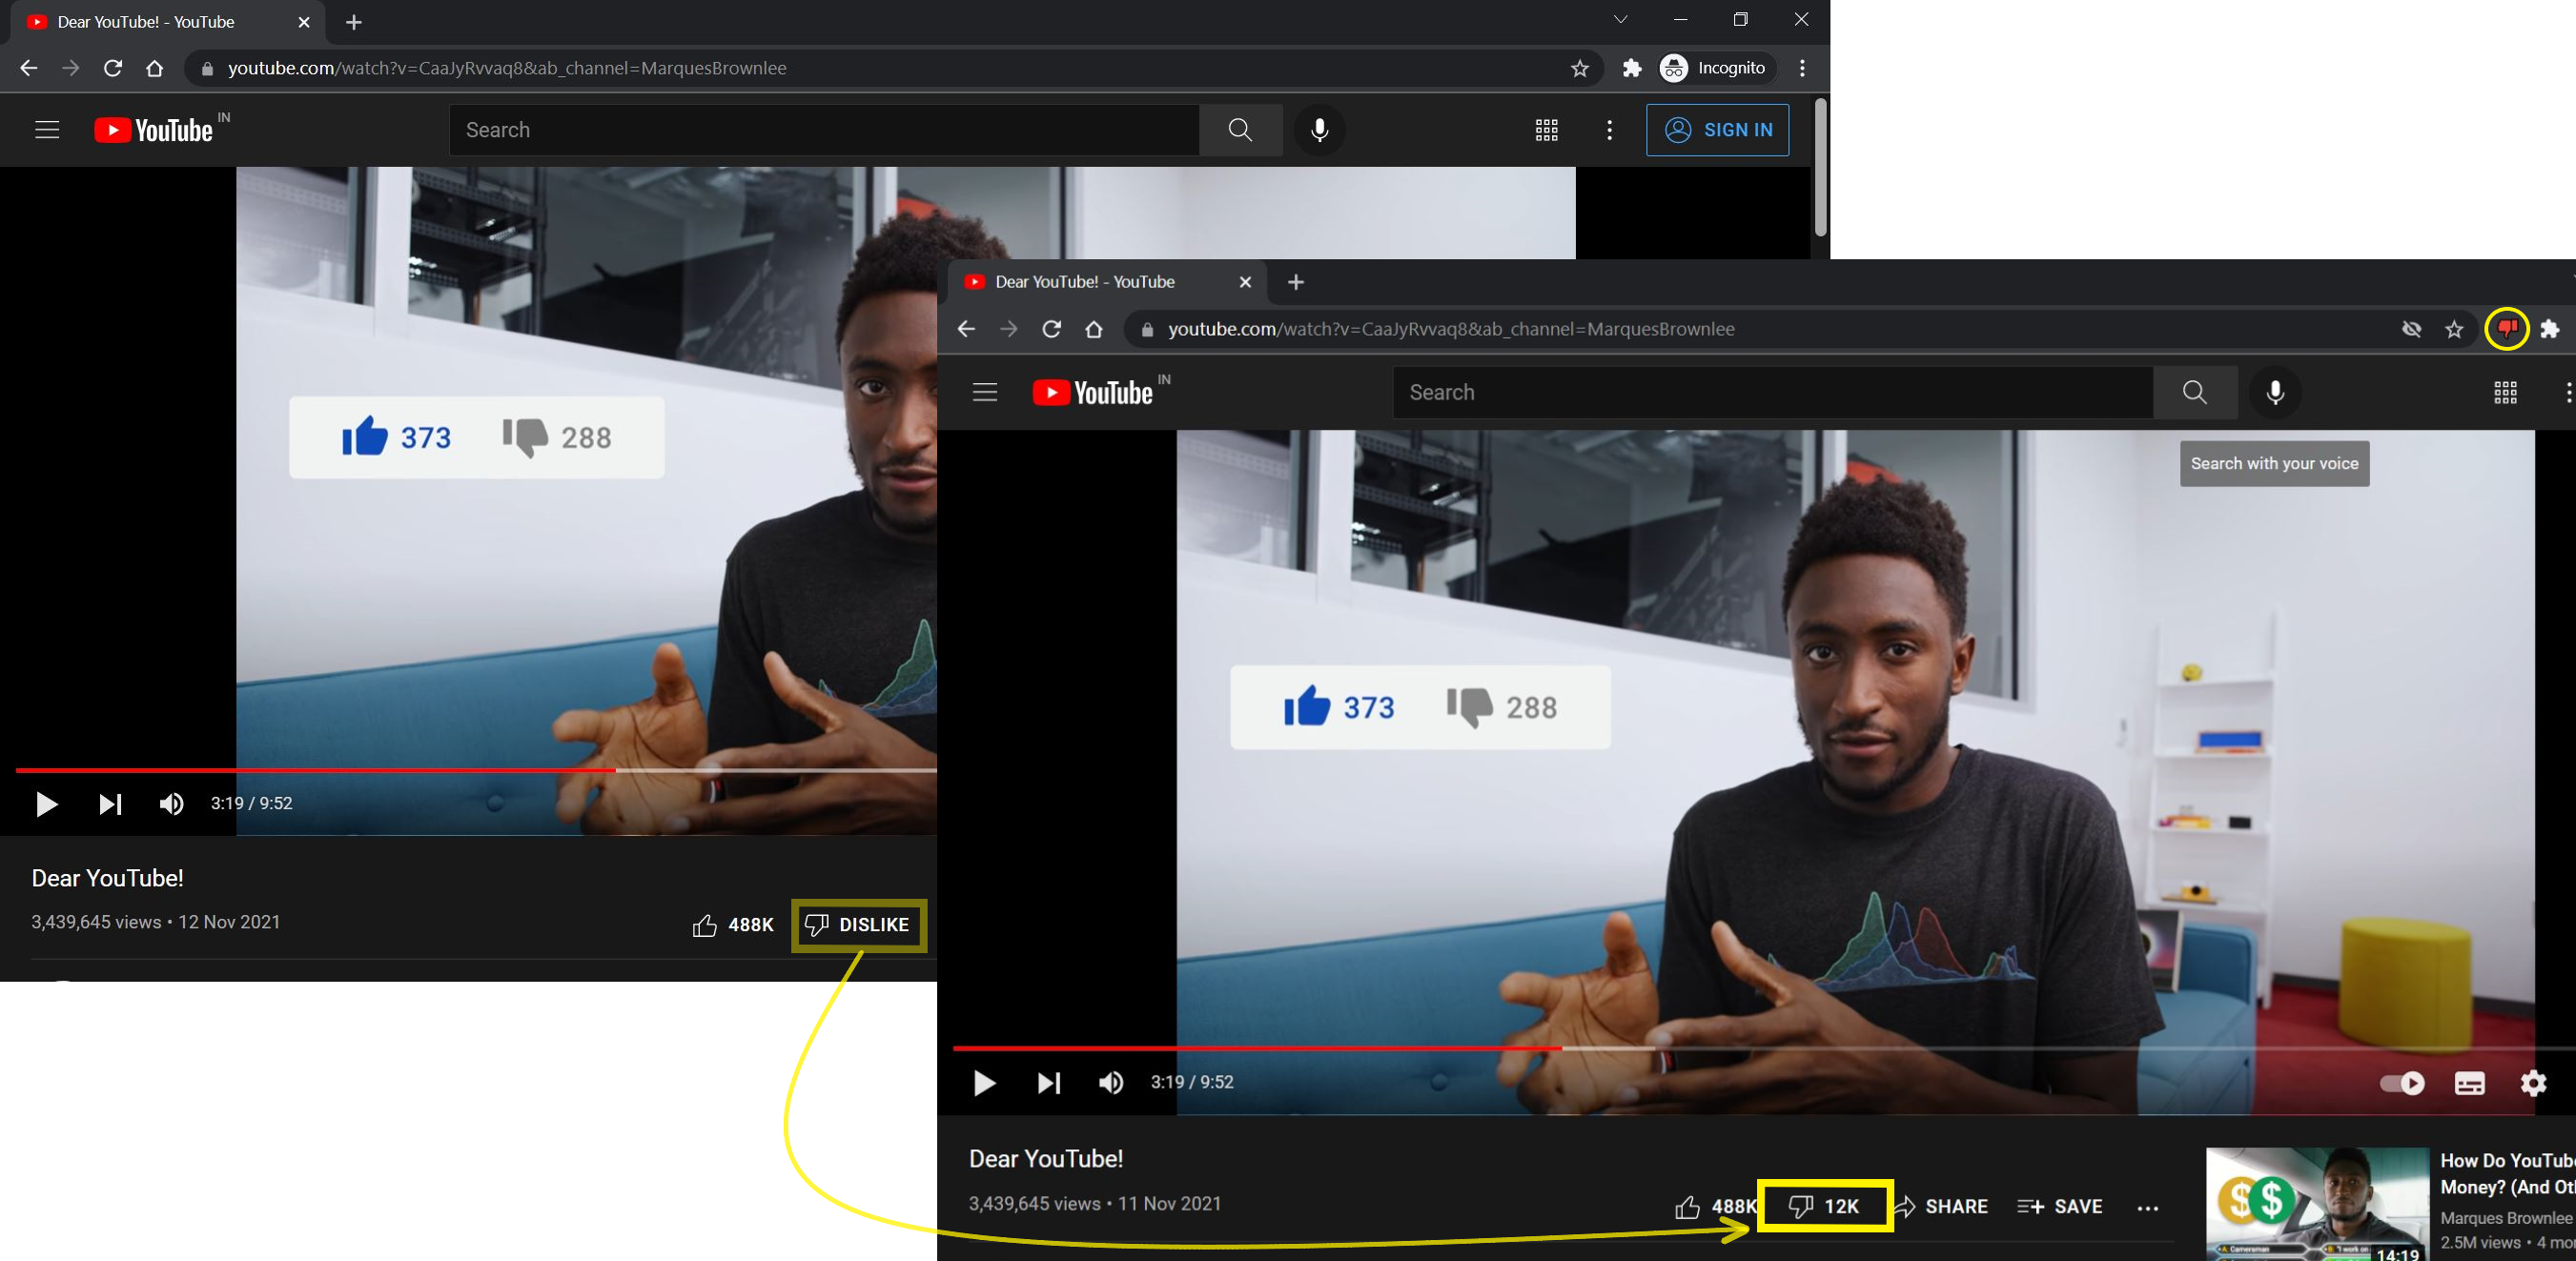 Dear YouTube! - YouTube
youtube.com/watch?v=CaaJyRvvaq8&ab_channel=MarquesBrownlee
Incognito
YouTube IN
Search
SIGN IN
373 288
3:19 / 9:52
Dear YouTube!
3,439,645 views • 12 Nov 2021
488K DISLIKE
Dear YouTube! - YouTube
youtube.com/watch?v=CaaJyRvvaq8&ab_channel=MarquesBrownlee
YouTube IN
Search
Search with your voice
373 288
3:19 / 9:52
Dear YouTube!
3,439,645 views • 11 Nov 2021
488K 12K SHARE SAVE
How Do YouTube
Money? (And Ot
Marques Brownlee
2.5M views • 4 mo
14:19